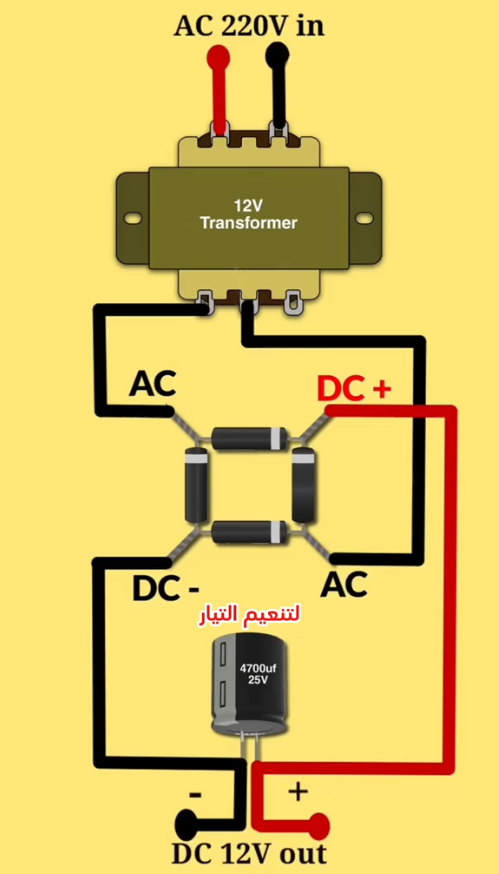 AC 220V in
12V
Transformer
AC
DC +
DC -
AC
لتنعيم التيار
4700uf
25V
- +
DC 12V out